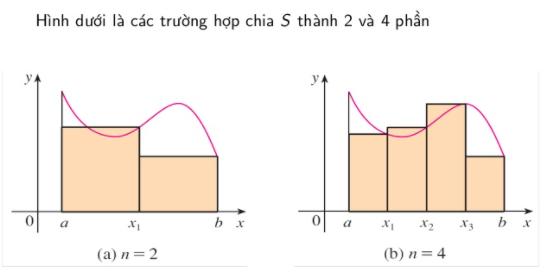 Hình dưới là các trường hợp chia S thành 2 và 4 phần
y
0 a x₁ b x
(a) n = 2
y
0 a x₁ x₂ x₃ b x
(b) n = 4